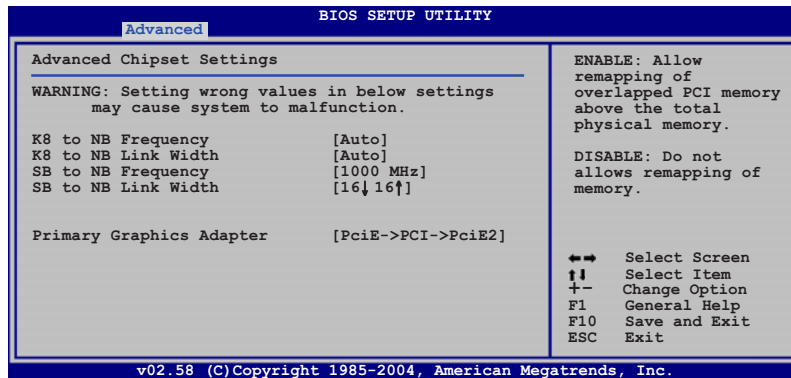 BIOS SETUP UTILITY
Advanced
Advanced Chipset Settings
WARNING: Setting wrong values in below settings
may cause system to malfunction.
K8 to NB Frequency [Auto]
K8 to NB Link Width [Auto]
SB to NB Frequency [1000 MHz]
SB to NB Link Width [16↓ 16↑]
Primary Graphics Adapter [PciE->PCI->PciE2]
ENABLE: Allow
remapping of
overlapped PCI memory
above the total
physical memory.
DISABLE: Do not
allows remapping of
memory.
←→ Select Screen
↑↓ Select Item
+- Change Option
F1 General Help
F10 Save and Exit
ESC Exit
v02.58 (C)Copyright 1985-2004, American Megatrends, Inc.